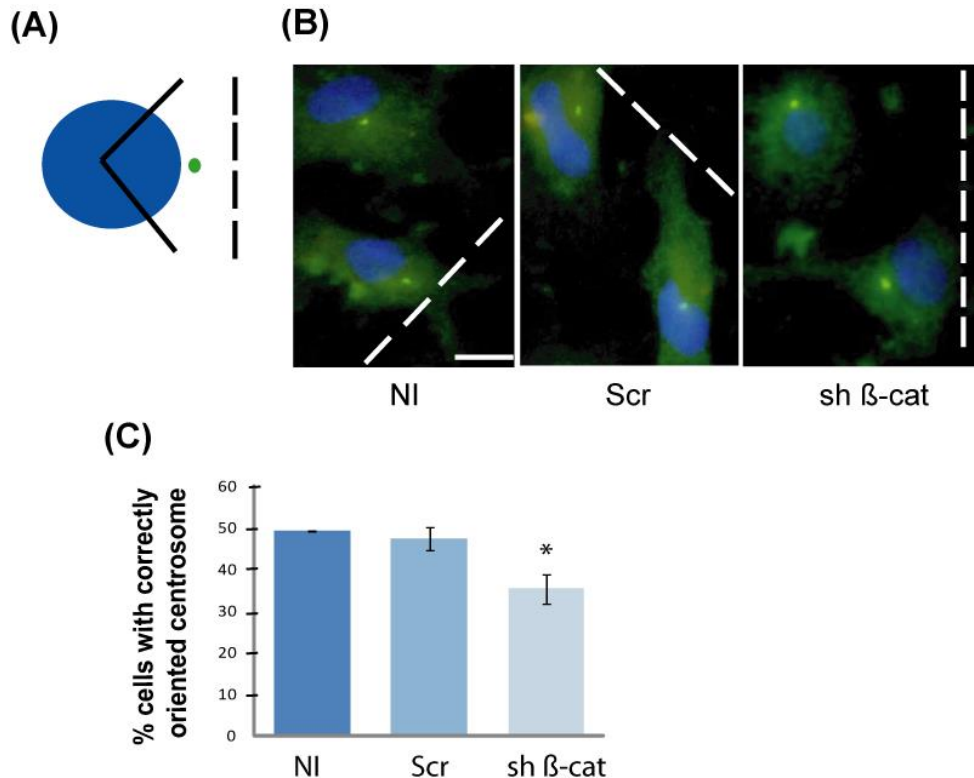 (A)
(B)
NI Scr sh ß-cat
(C)
% cells with correctly
oriented centrosome
60
50
40
30
20
10
0
NI Scr sh ß-cat
*